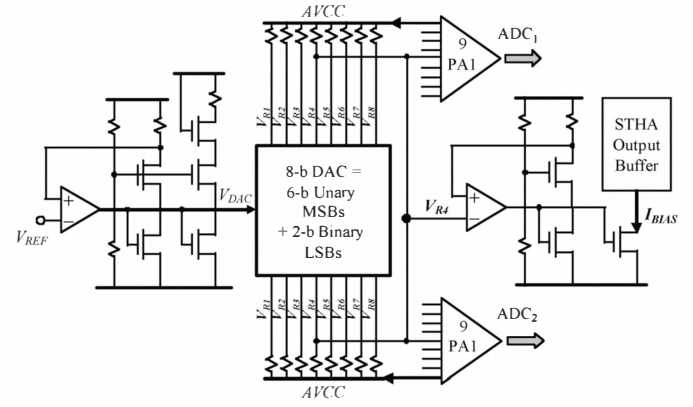 AVCC
9
PA1
ADC1
VR1 VR2 VR3 VR4 VR5 VR6 VR7 VR8
STHA
Output
Buffer
8-b DAC =
6-b Unary
MSBs
+ 2-b Binary
LSBs
VDAC
VREF
VR4
IBIAS
VR1 VR2 VR3 VR4 VR5 VR6 VR7 VR8
9
PA1
ADC2
AVCC